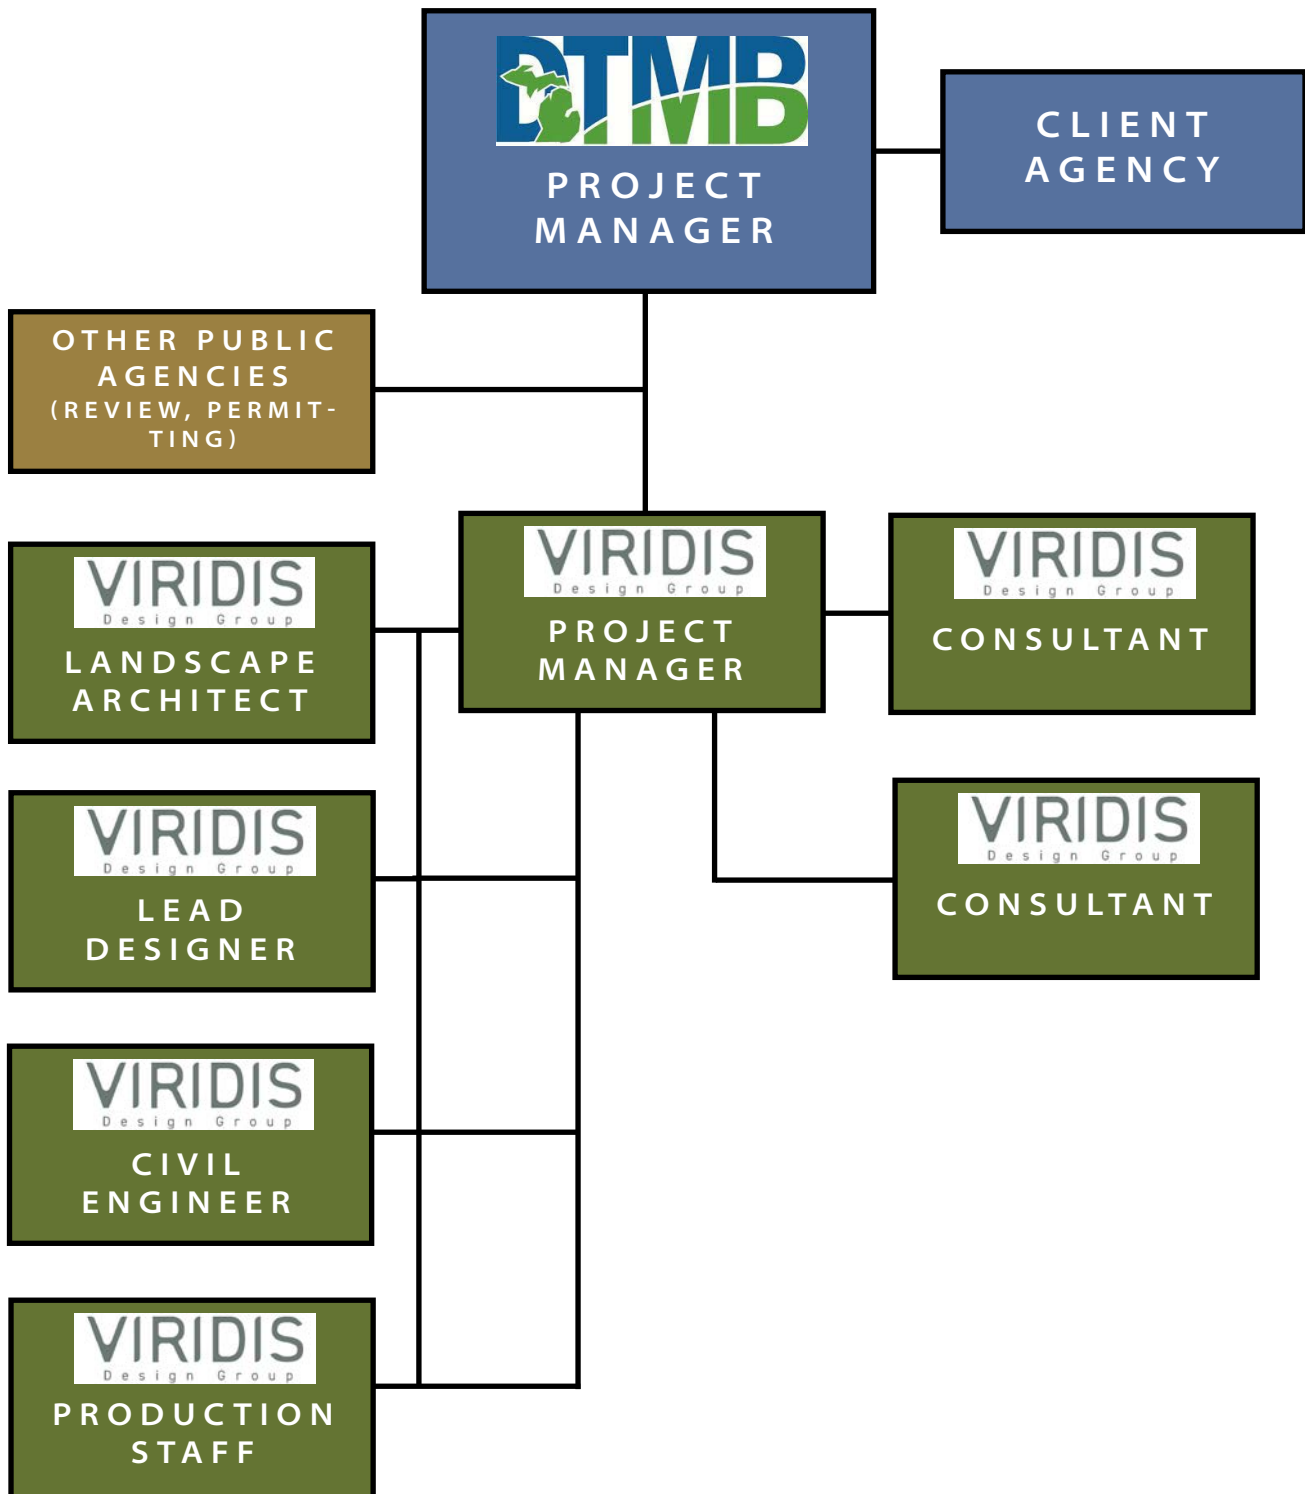 DTMB
PROJECT
MANAGER
CLIENT
AGENCY
OTHER PUBLIC
AGENCIES
(REVIEW, PERMIT-
TING)
VIRIDIS
Design Group
PROJECT
MANAGER
VIRIDIS
Design Group
CONSULTANT
VIRIDIS
Design Group
LANDSCAPE
ARCHITECT
VIRIDIS
Design Group
CONSULTANT
VIRIDIS
Design Group
LEAD
DESIGNER
VIRIDIS
Design Group
CIVIL
ENGINEER
VIRIDIS
Design Group
PRODUCTION
STAFF